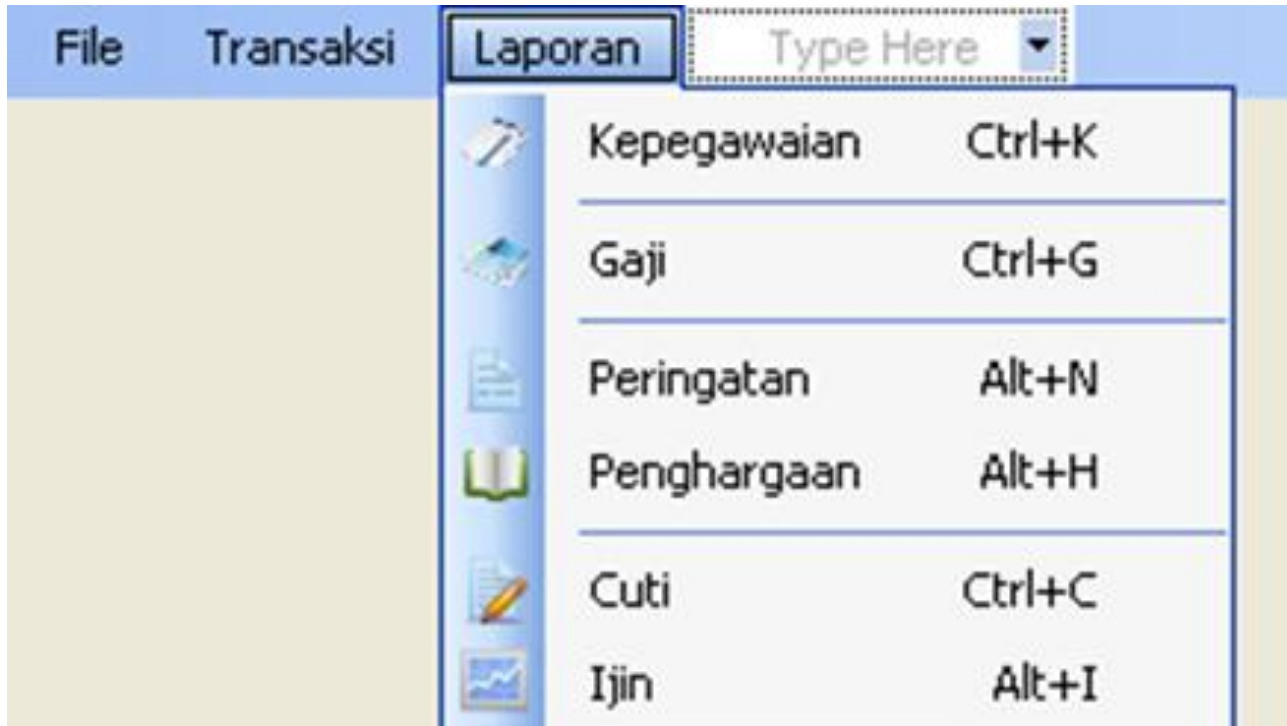 File Transaksi Laporan Type Here
Kepegawaian Ctrl+K
Gaji Ctrl+G
Peringatan Alt+N
Penghargaan Alt+H
Cuti Ctrl+C
Ijin Alt+I